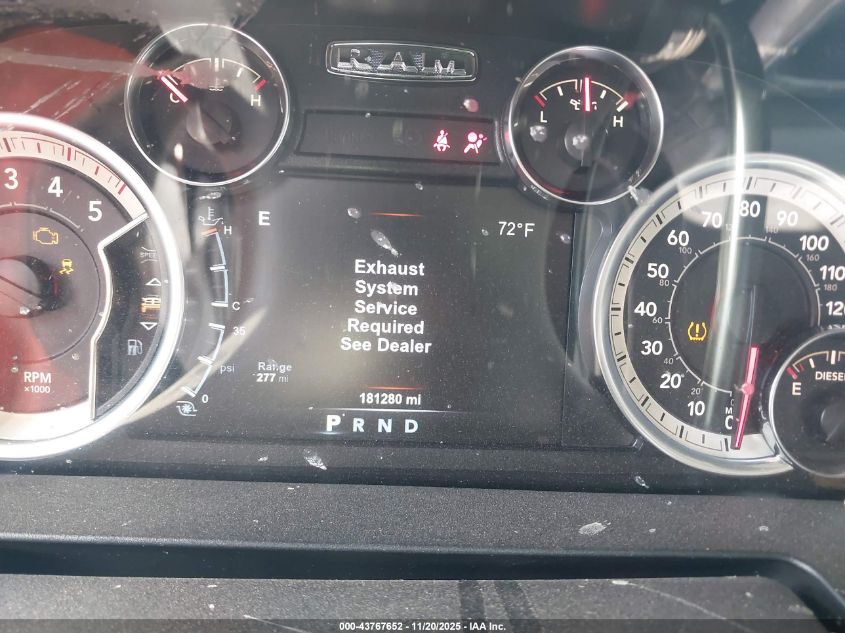 RAM
C H
L H
3 4 5
RPM
×1000
H
C
35
psi
0
E
72°F
Exhaust
System
Service
Required
See Dealer
Range
277 mi
181280 mi
P R N D
10 20 30 40 50 60 70 80 90 100 110 120
E
DIESEL
000-43767652 - 11/20/2025 - IAA Inc.